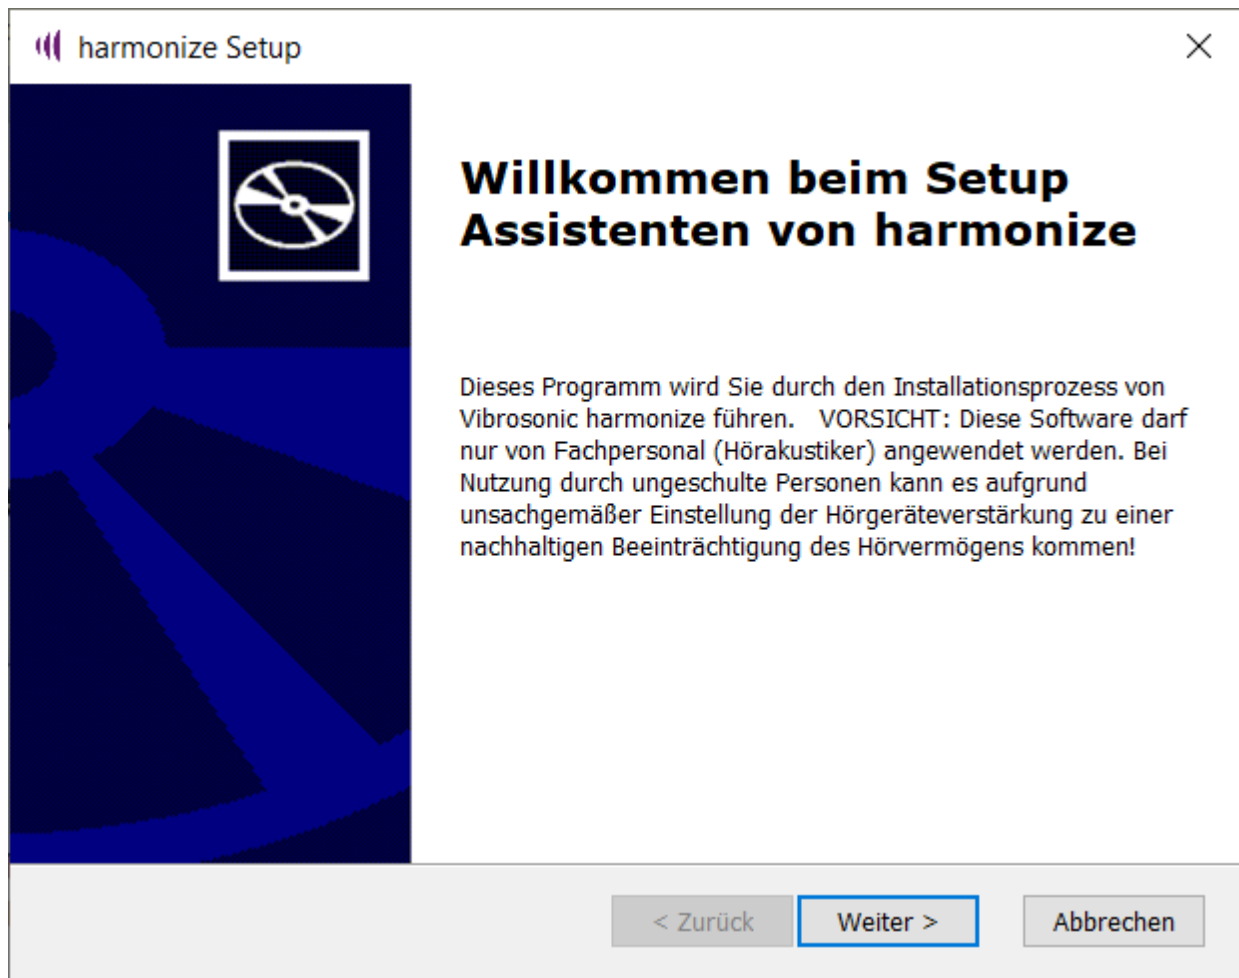 harmonize Setup
Willkommen beim Setup
Assistenten von harmonize
Dieses Programm wird Sie durch den Installationsprozess von
Vibrosonic harmonize führen.   VORSICHT: Diese Software darf
nur von Fachpersonal (Hörakustiker) angewendet werden. Bei
Nutzung durch ungeschulte Personen kann es aufgrund
unsachgemäßer Einstellung der Hörgeräteverstärkung zu einer
nachhaltigen Beeinträchtigung des Hörvermögens kommen!
< Zurück
Weiter >
Abbrechen